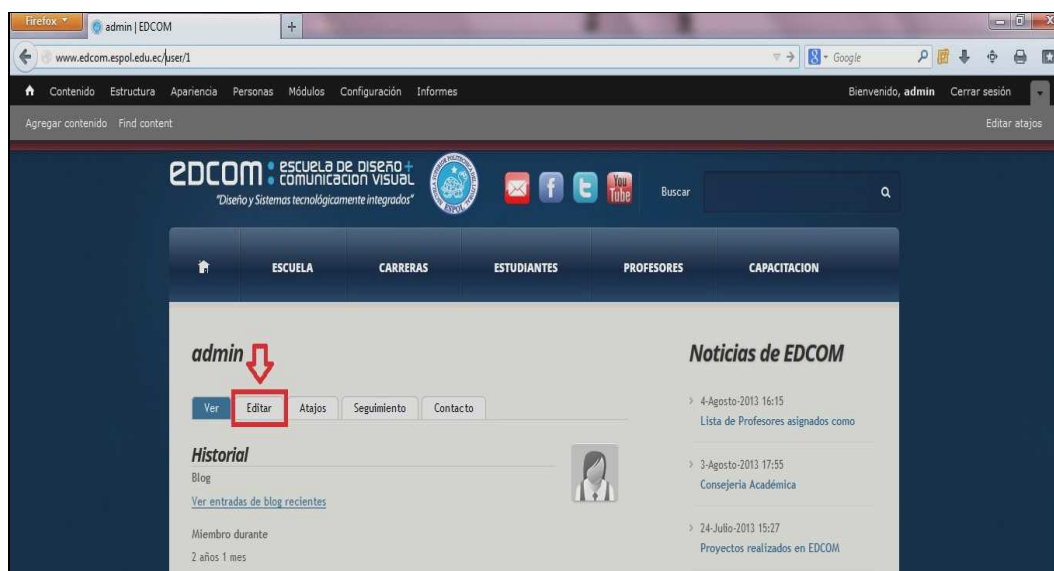 Firefox
admin | EDCOM
www.edcom.espol.edu.ec/user/1
Google
Contenido Estructura Apariencia Personas Módulos Configuración Informes
Bienvenido, admin Cerrar sesión
Agregar contenido Find content
Editar atajos
EDCOM: ESCUELA DE DISEÑO+
COMUNICACION VISUAL
"Diseño y Sistemas tecnológicamente integrados"
You
Tube
Buscar
ESCUELA CARRERAS ESTUDIANTES PROFESORES CAPACITACION
admin
Ver Editar Atajos Seguimiento Contacto
Historial
Blog
Ver entradas de blog recientes
Miembro durante
2 años 1 mes
Noticias de EDCOM
4-Agosto-2013 16:15
Lista de Profesores asignados como
3-Agosto-2013 17:55
Consejeria Académica
24-Julio-2013 15:27
Proyectos realizados en EDCOM